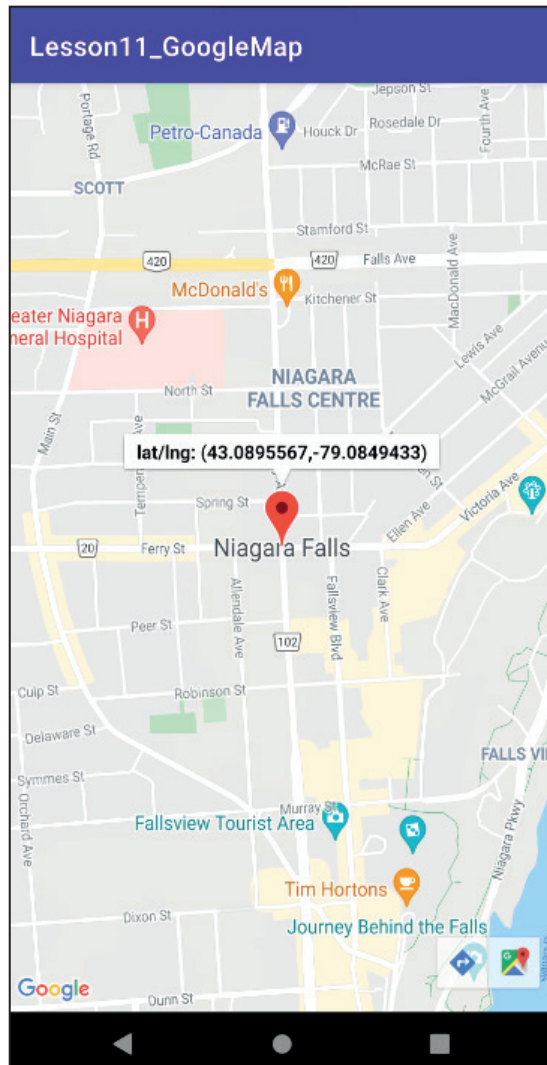 Lesson11_GoogleMap
Jepson St
Portage Rd
Petro-Canada
Houck Dr
Rosedale Dr
Fourth Ave
McRae St
SCOTT
Stamford St
420
420
Falls Ave
MacDonald Ave
McDonald's
Kitchener St
eater Niagara
neral Hospital
H
Lewis Ave
McGrail Avenu
NIAGARA
FALLS CENTRE
North St
Main St
lat/lng: (43.0895567,-79.0849433)
Spring St
Victoria Ave
Ellen Ave
20
Ferry St
Niagara Falls
Allendale Ave
Fallsview Blvd
Clark Ave
Peer St
102
Culp St
Robinson St
Delaware St
FALLS VI
Symmes St
Orchard Ave
Murray St
Fallsview Tourist Area
Niagara Pkwy
Tim Hortons
Dixon St
Journey Behind the Falls
Google
Dunn St